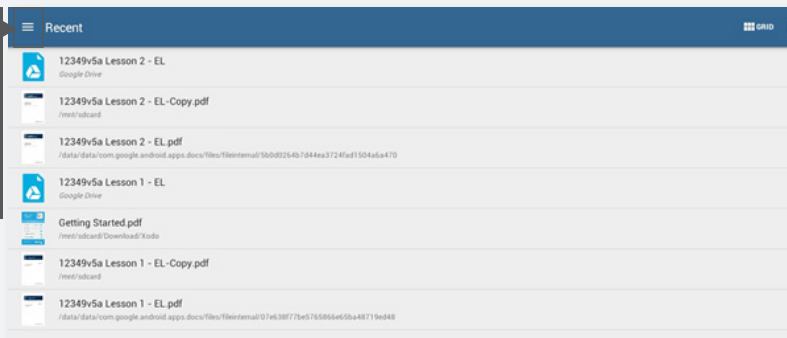 Recent
GRID
12349v5a Lesson 2 - EL
Google Drive
12349v5a Lesson 2 - EL-Copy.pdf
/mnt/sdcard
12349v5a Lesson 2 - EL.pdf
/data/data/com.google.android.apps.docs/files/fileinternal/5b0d0264b7d44ea3724fad1504a6a470
12349v5a Lesson 1 - EL
Google Drive
Getting Started.pdf
/mnt/sdcard/Download/Xodo
12349v5a Lesson 1 - EL-Copy.pdf
/mnt/sdcard
12349v5a Lesson 1 - EL.pdf
/data/data/com.google.android.apps.docs/files/fileinternal/07e638f77be5765866e65ba48719ed48